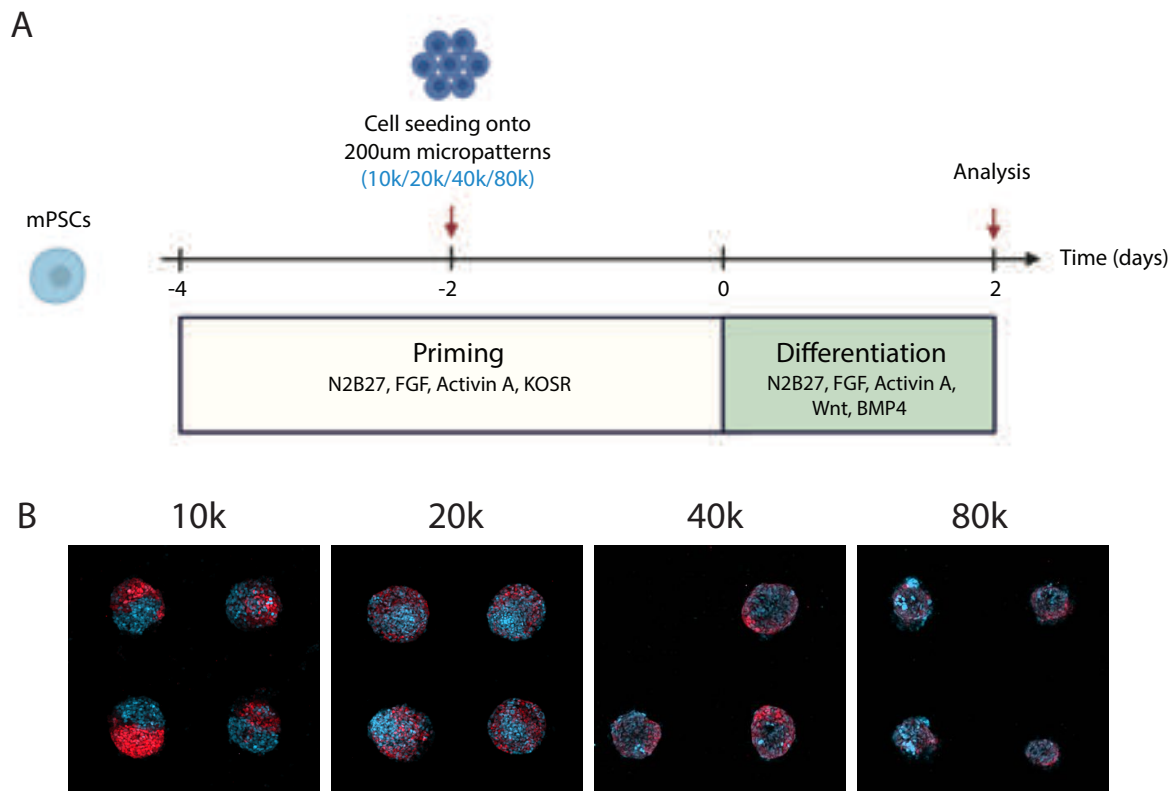 A
Cell seeding onto
200um micropatterns
(10k/20k/40k/80k)
Analysis
mPSCs
Time (days)
-4
-2
0
2
Priming
N2B27, FGF, Activin A, KOSR
Differentiation
N2B27, FGF, Activin A,
Wnt, BMP4
B
10k
20k
40k
80k